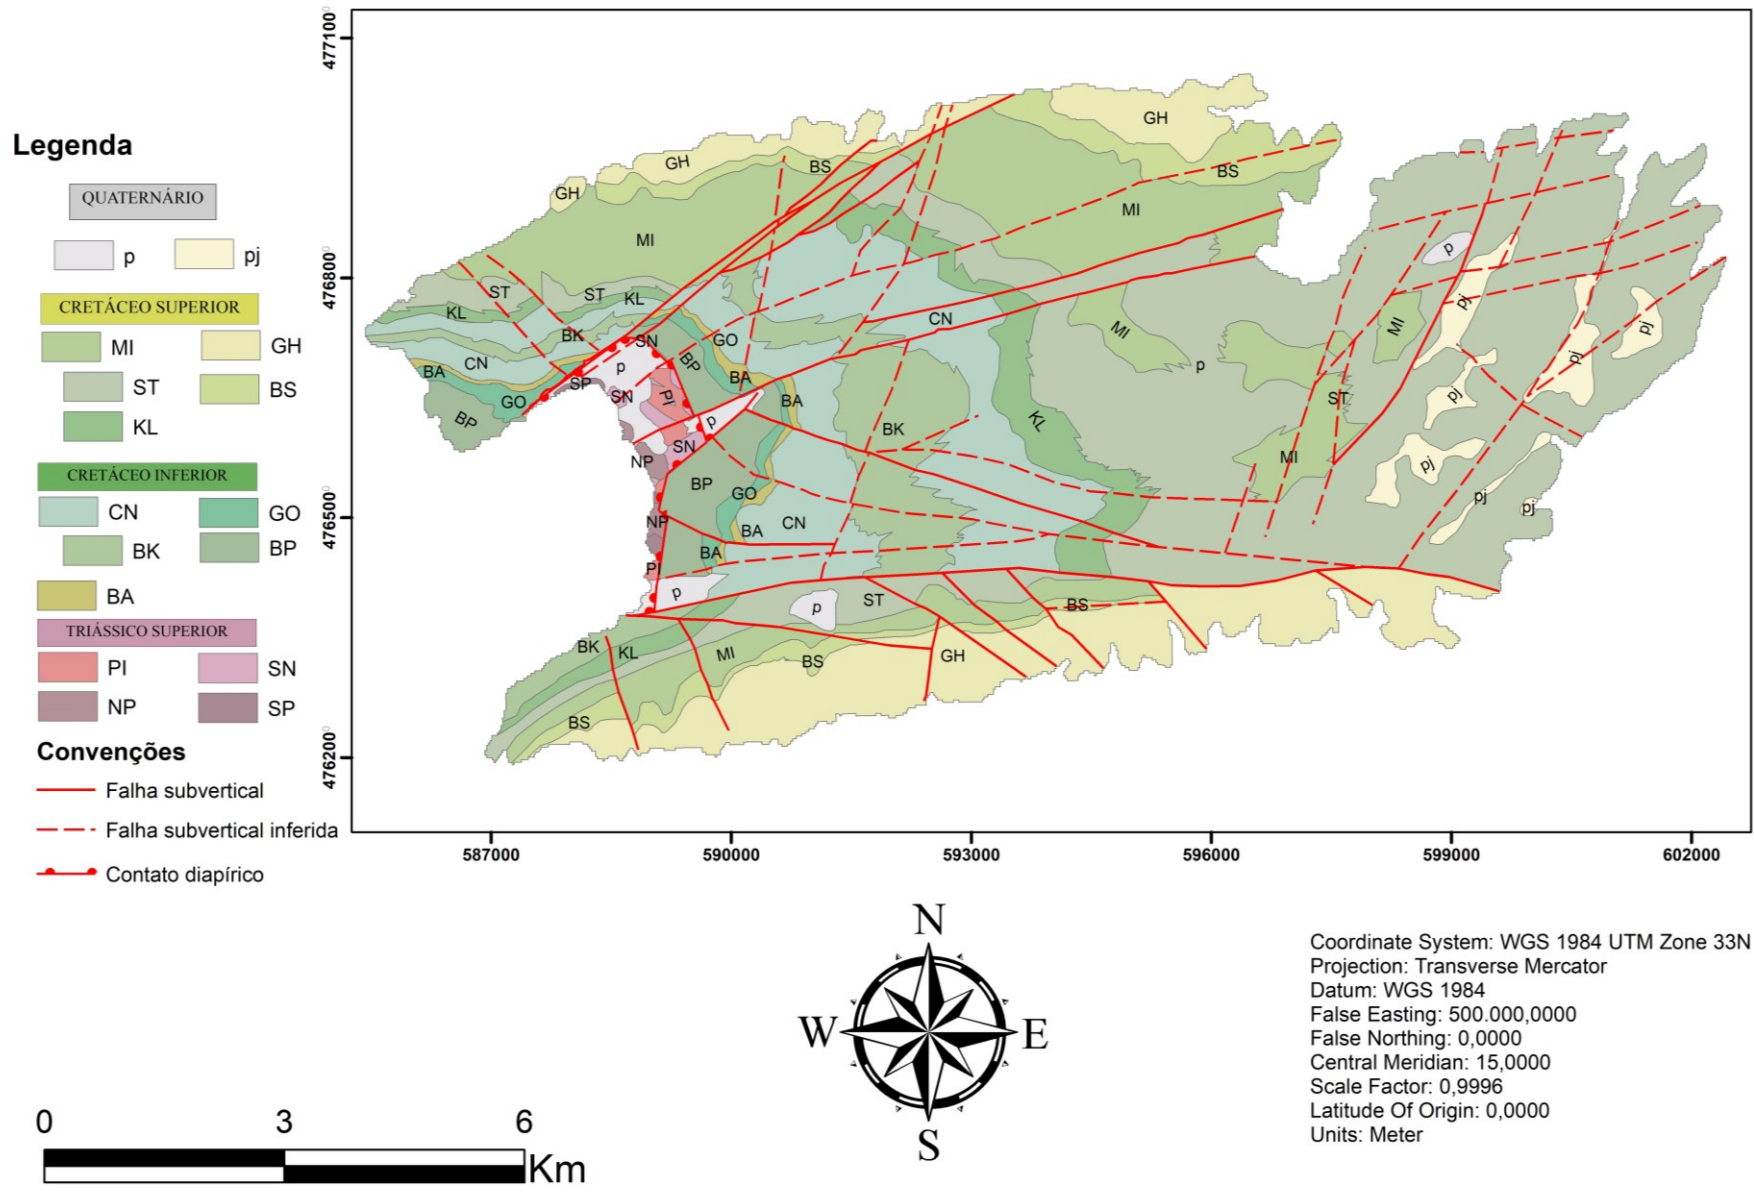 Legenda
QUATERNÁRIO
p pj
CRETÁCEO SUPERIOR
MI GH
ST BS
KL
CRETÁCEO INFERIOR
CN GO
BK BP
BA
TRIÁSSICO SUPERIOR
PI SN
NP SP
Convenções
Falha subvertical
Falha subvertical inferida
Contato diapírico
4771000
4768000
4765000
4762000
GH
GH
BS
GH
GH
BS
MI
MI
ST
ST
KL
KL
BK
SN
GO
CN
MI
p
MI
p
pj
pj
pj
BA
CN
SP
p
BP
BA
BA
GO
SN
PI
p
BP
SN
BK
KL
ST
pj
NP
BP
GO
MI
pj
pj
pj
NP
BA
CN
BA
PI
p
p
ST
BS
BK
KL
MI
BS
GH
BS
587000 590000 593000 596000 599000 602000
N
W E
S
0 3 6
Km
Coordinate System: WGS 1984 UTM Zone 33N
Projection: Transverse Mercator
Datum: WGS 1984
False Easting: 500.000,0000
False Northing: 0,0000
Central Meridian: 15,0000
Scale Factor: 0,9996
Latitude Of Origin: 0,0000
Units: Meter